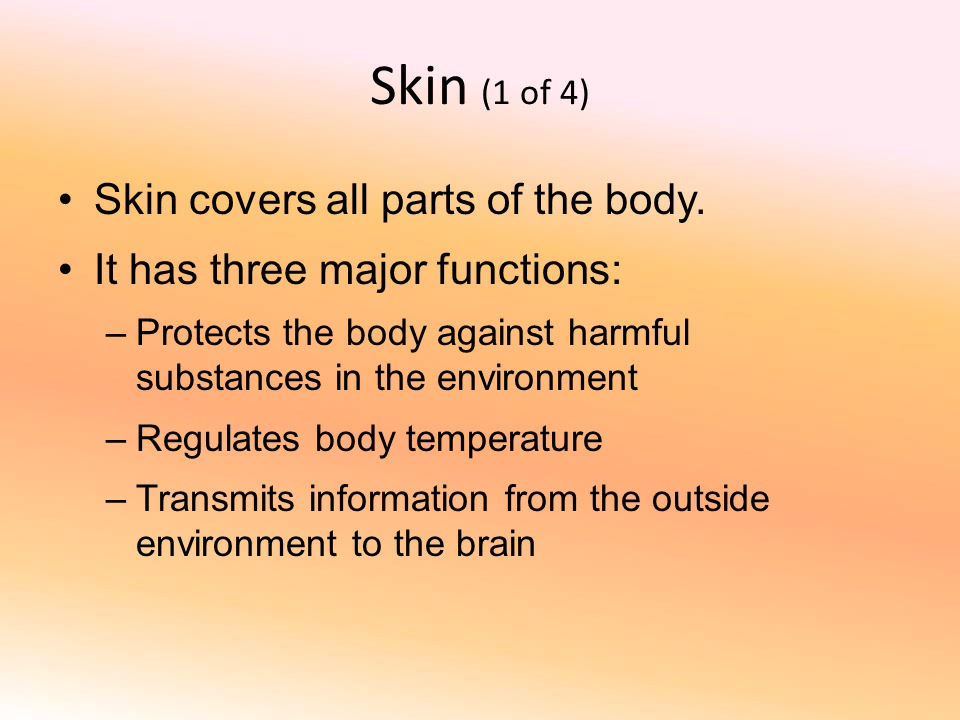 Skin (1 of 4)
• Skin covers all parts of the body.
• It has three major functions:
– Protects the body against harmful
substances in the environment
– Regulates body temperature
– Transmits information from the outside
environment to the brain